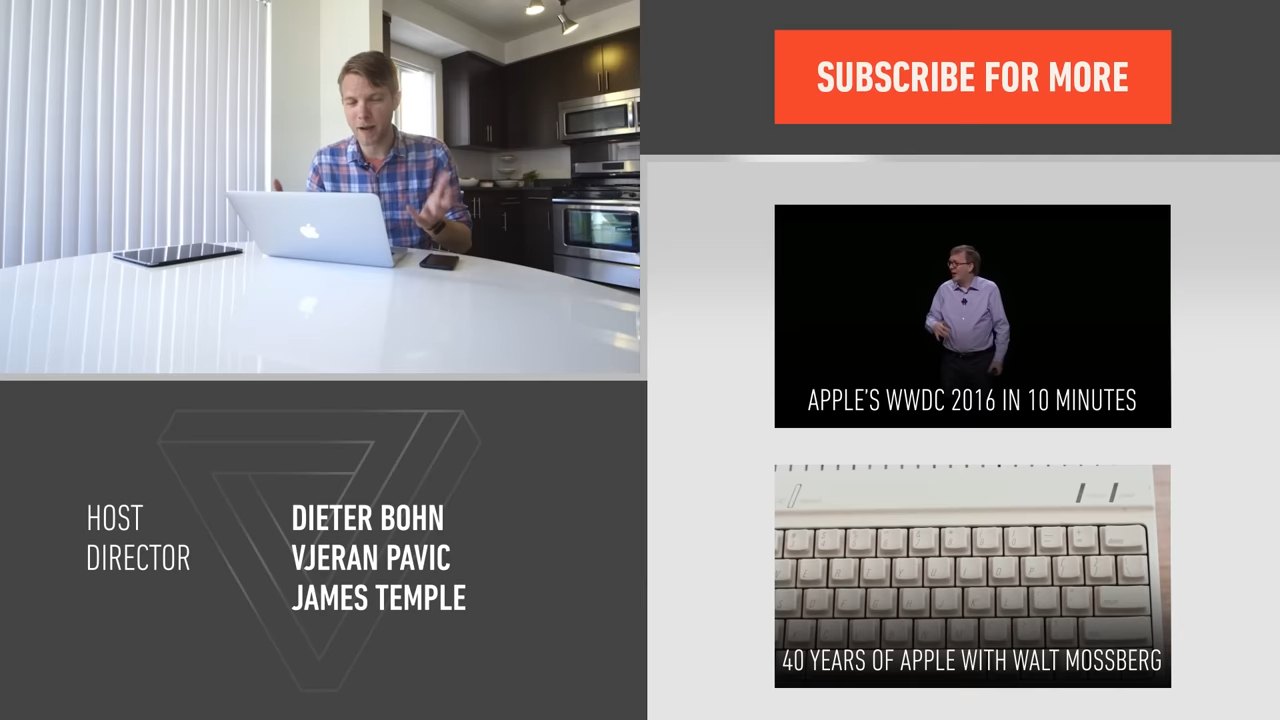 SUBSCRIBE FOR MORE
APPLE'S WWDC 2016 IN 10 MINUTES
40 YEARS OF APPLE WITH WALT MOSSBERG
HOST DIETER BOHN
DIRECTOR VJERAN PAVIC
JAMES TEMPLE